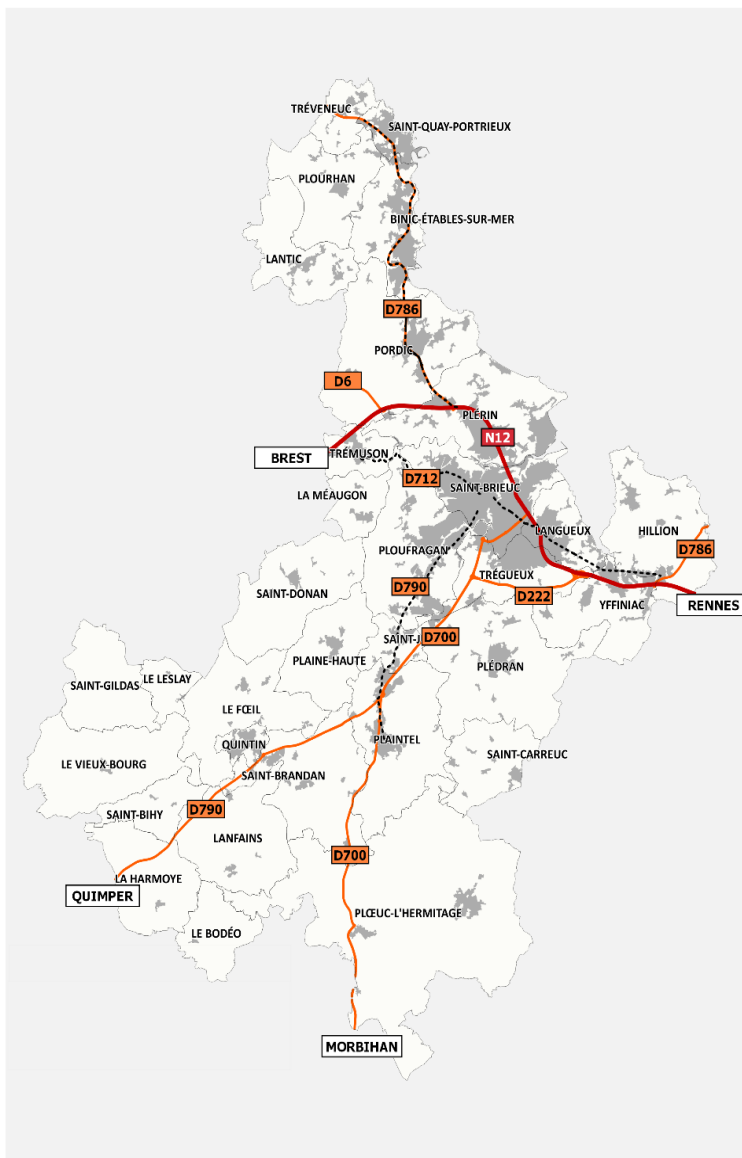 TRÉVENEUC
SAINT-QUAY-PORTRIEUX
PLOURHAN
BINIC-ÉTABLES-SUR-MER
LANTIC
D786
PORDIC
D6
PLÉRIN
N12
BREST
TRÉMUSON
D712
SAINT-BRIEUC
LA MÉAUGON
LANGUEUX
HILLION
PLOUFRAGAN
D786
TRÉGUEUX
SAINT-DONAN
D790
D222
YFFINIAC
RENNES
SAINT-J
D700
PLAINE-HAUTE
PLÉDRAN
LE LESLAY
SAINT-GILDAS
LE FŒIL
QUINTIN
PLAINTEL
SAINT-CARREUC
LE VIEUX-BOURG
SAINT-BRANDAN
D790
SAINT-BIHY
LANFAINS
D700
LA HARMOYE
QUIMPER
PLŒUC-L'HERMITAGE
LE BODÉO
MORBIHAN